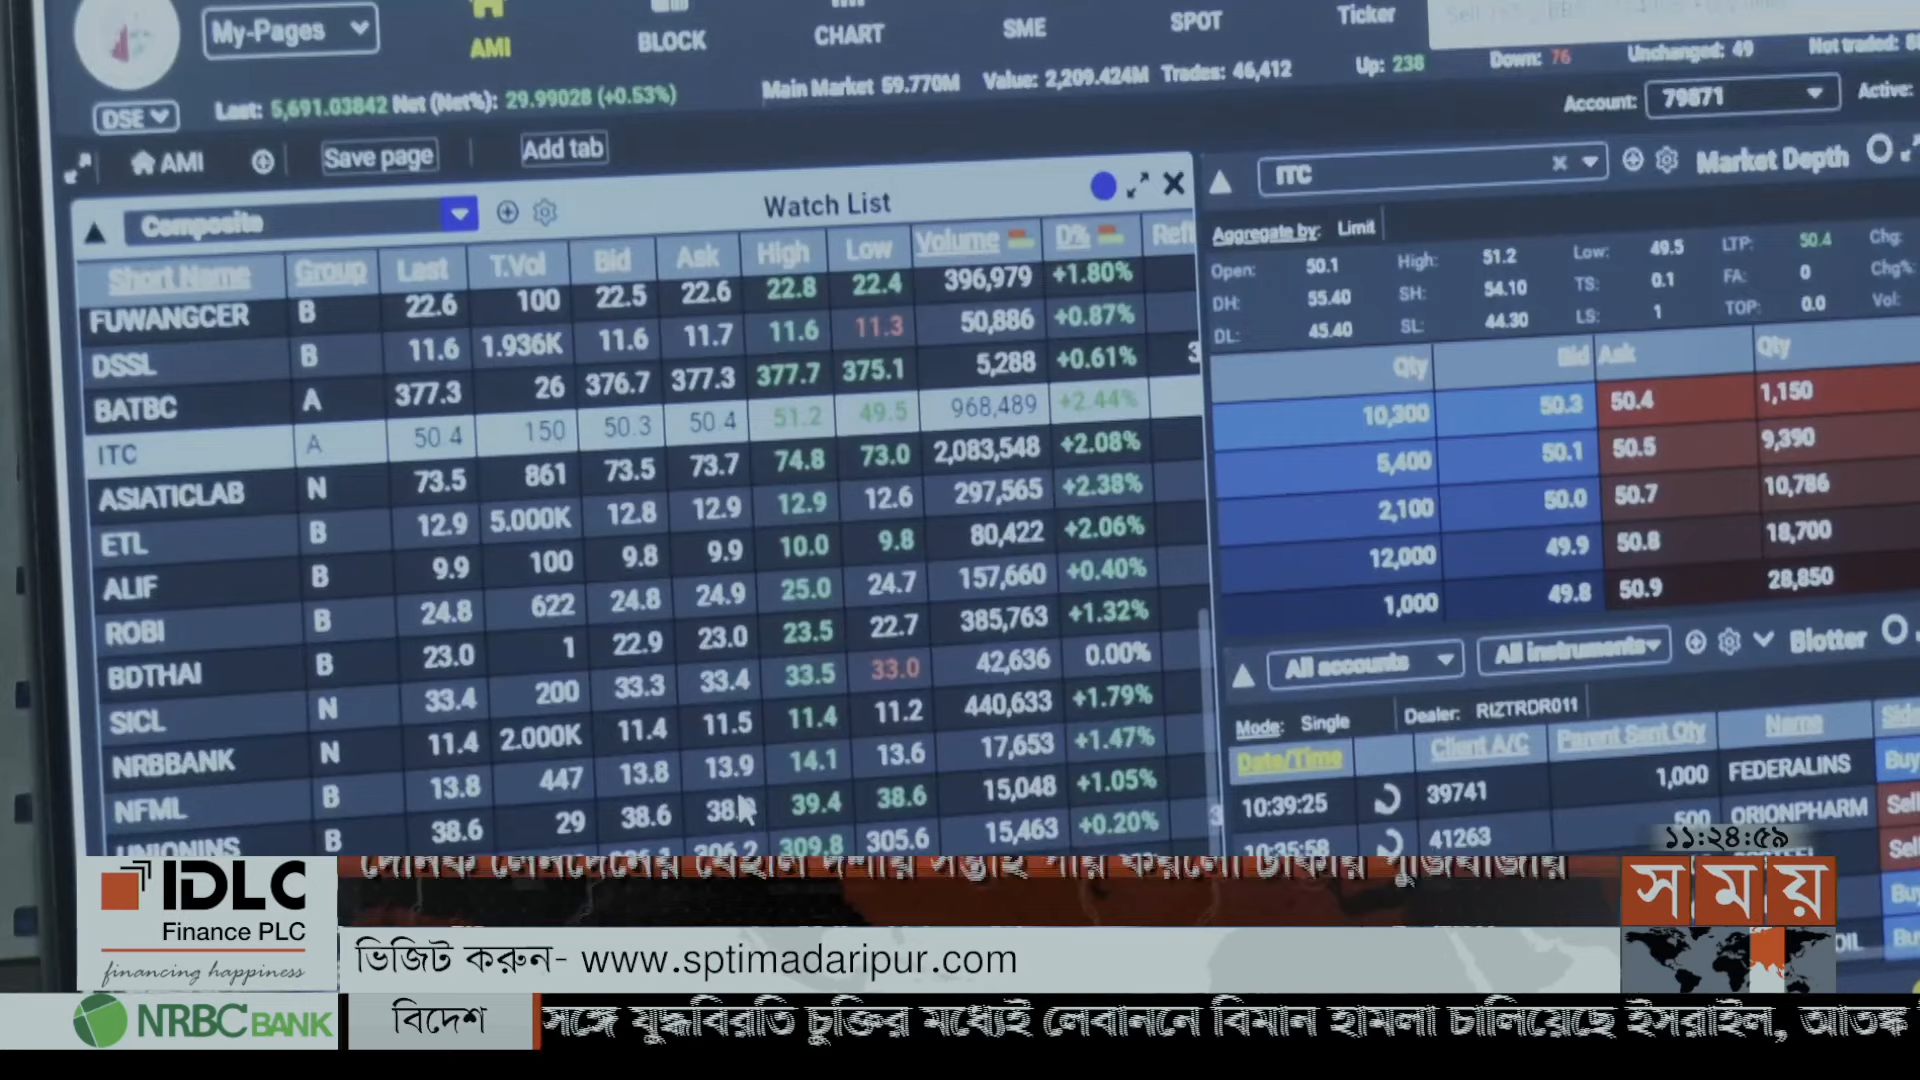 My-Pages AMI BLOCK CHART SME SPOT Ticker
DSE Last: 5,691.03842 Net (Net%): 29.99028 (+0.53%) Main Market 59.770M Value: 2,209.424M Trades: 46,412 Up: 238 Down: 76 Unchanged: 49 Not traded:
Account: 79871 Active:
AMI Save page Add tab
Composite Watch List
Short Name Group Last T.Vol Bid Ask High Low Volume D%
FUWANGCER B 22.6 100 22.5 22.6 22.8 22.4 396,979 +1.80%
DSSL B 11.6 1.936K 11.6 11.7 11.6 11.3 50,886 +0.87%
BATBC A 377.3 26 376.7 377.3 377.7 375.1 5,288 +0.61%
ITC A 50.4 150 50.3 50.4 51.2 49.5 968,489 +2.44%
ASIATICLAB N 73.5 861 73.5 73.7 74.8 73.0 2,083,548 +2.08%
ETL B 12.9 5.000K 12.8 12.9 12.9 12.6 297,565 +2.38%
ALIF B 9.9 100 9.8 9.9 10.0 9.8 80,422 +2.06%
ROBI B 24.8 622 24.8 24.9 25.0 24.7 157,660 +0.40%
BDTHAI B 23.0 1 22.9 23.0 23.5 22.7 385,763 +1.32%
SICL N 33.4 200 33.3 33.4 33.5 33.0 42,636 0.00%
NRBBANK N 11.4 2.000K 11.4 11.5 11.4 11.2 440,633 +1.79%
NFML B 13.8 447 13.8 13.9 14.1 13.6 17,653 +1.47%
UNIONINS B 38.6 29 38.6 39.4 38.6 15,048 +1.05%
306.2 309.8 305.6 15,463 +0.20%
ITC Market Depth
Aggregate by: Limit
Open: 50.1 High: 51.2 Low: 49.5 LTP: 50.4 Chg:
DH: 55.40 SH: 54.10 TS: 0.1 FA: 0 Chg%:
DL: 45.40 SL: 44.30 LS: 1 TOP: 0.0 Vol:
Qty Bid Ask Qty
10,300 50.3 50.4 1,150
5,400 50.1 50.5 9,390
2,100 50.0 50.7 10,786
12,000 49.9 50.8 18,700
1,000 49.8 50.9 28,850
All accounts All instruments Blotter
Mode: Single Dealer: RIZTRDR011
Date/Time Client A/C Parent Sent Qty Name Side
10:39:25 39741 1,000 FEDERALINS Buy
10:35:58 41263 500 ORIONPHARM Sell
১১:২৪:৫৯
সময়
IDLC
Finance PLC
financing happiness
দৈনিক লেনদেনের বেহাল দশায় সপ্তাহ পার করলো ঢাকার পুঁজিবাজার
ভিজিট করুন- www.sptimadaripur.com
NRBC BANK
বিদেশ
সঙ্গে যুদ্ধবিরতি চুক্তির মধ্যেই লেবাননে বিমান হামলা চালিয়েছে ইসরাইল, আতঙ্ক